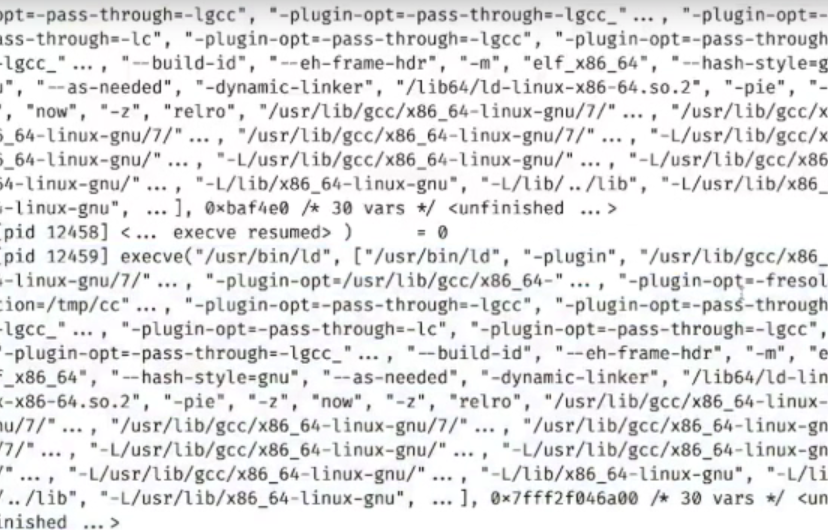 opt=-pass-through=-lgcc", "-plugin-opt=-pass-through=-lgcc_"..., "-plugin-opt=-
ass-through=-lc", "-plugin-opt=-pass-through=-lgcc", "-plugin-opt=-pass-through
-lgcc_"..., "--build-id", "--eh-frame-hdr", "-m", "elf_x86_64", "--hash-style=g
u", "--as-needed", "-dynamic-linker", "/lib64/ld-linux-x86-64.so.2", "-pie", "-
", "now", "-z", "relro", "/usr/lib/gcc/x86_64-linux-gnu/7/"..., "/usr/lib/gcc/x
6_64-linux-gnu/7/"..., "/usr/lib/gcc/x86_64-linux-gnu/7/"..., "-L/usr/lib/gcc/x
6_64-linux-gnu/"..., "-L/usr/lib/gcc/x86_64-linux-gnu/"..., "-L/usr/lib/gcc/x86
64-linux-gnu/"..., "-L/lib/x86_64-linux-gnu", "-L/lib/../lib", "-L/usr/lib/x86_
-linux-gnu", ...], 0xbaf4e0 /* 30 vars */ <unfinished ...>
[pid 12458] <... execve resumed> ) = 0
[pid 12459] execve("/usr/bin/ld", ["/usr/bin/ld", "-plugin", "/usr/lib/gcc/x86_
-linux-gnu/7/"..., "-plugin-opt=/usr/lib/gcc/x86_64-"..., "-plugin-opt=-fresol
tion=/tmp/cc"..., "-plugin-opt=-pass-through=-lgcc", "-plugin-opt=-pass-through
-lgcc_"..., "-plugin-opt=-pass-through=-lc", "-plugin-opt=-pass-through=-lgcc",
"-plugin-opt=-pass-through=-lgcc_"..., "--build-id", "--eh-frame-hdr", "-m", "e
f_x86_64", "--hash-style=gnu", "--as-needed", "-dynamic-linker", "/lib64/ld-lin
x-x86-64.so.2", "-pie", "-z", "now", "-z", "relro", "/usr/lib/gcc/x86_64-linux-
nu/7/"..., "/usr/lib/gcc/x86_64-linux-gnu/7/"..., "/usr/lib/gcc/x86_64-linux-gn
/7/"..., "-L/usr/lib/gcc/x86_64-linux-gnu/"..., "-L/usr/lib/gcc/x86_64-linux-gn
/"..., "-L/usr/lib/gcc/x86_64-linux-gnu/"..., "-L/lib/x86_64-linux-gnu", "-L/li
/../lib", "-L/usr/lib/x86_64-linux-gnu", ...], 0x7fff2f046a00 /* 30 vars */ <un
inished ...>